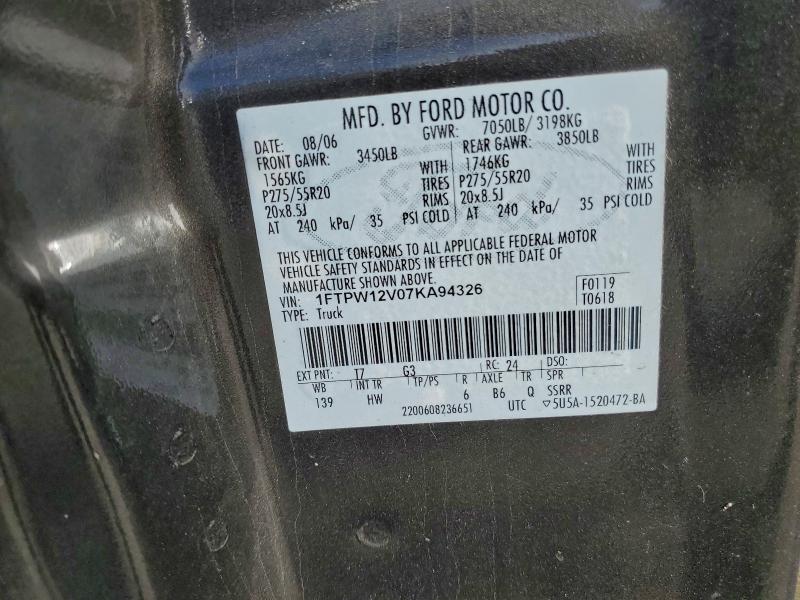 MFD. BY FORD MOTOR CO.
DATE: 08/06 GVWR: 7050LB/ 3198KG
FRONT GAWR: 3450LB REAR GAWR: 3850LB
1565KG WITH 1746KG WITH
P275/55R20 TIRES P275/55R20 TIRES
20x8.5J RIMS 20x8.5J RIMS
AT 240 kPa/ 35 PSI COLD AT 240 kPa/ 35 PSI COLD
THIS VEHICLE CONFORMS TO ALL APPLICABLE FEDERAL MOTOR
VEHICLE SAFETY STANDARDS IN EFFECT ON THE DATE OF
MANUFACTURE SHOWN ABOVE.
VIN: 1FTPW12V07KA94326 F0119
TYPE: Truck T0618
EXT PNT: T7 G3 RC: 24 DSO:
WB INT TR TP/PS R AXLE TR SPR
139 HW 6 B6 Q SSRR
2200608236651 UTC ▽5U5A-1520472-BA